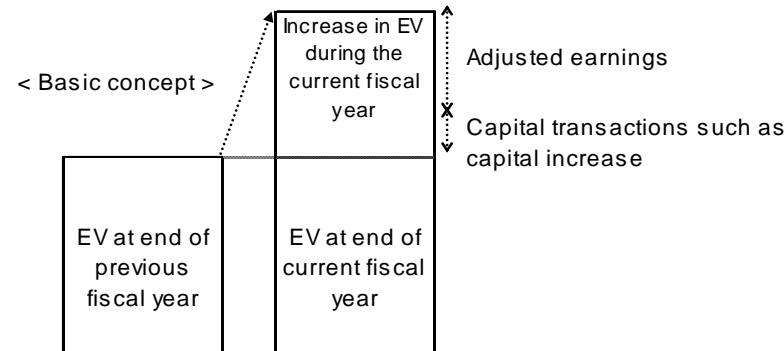 Increase in EV
during the
current fiscal
year
Adjusted earnings
< Basic concept >
Capital transactions such as
capital increase
EV at end of
previous
fiscal year
EV at end of
current fiscal
year